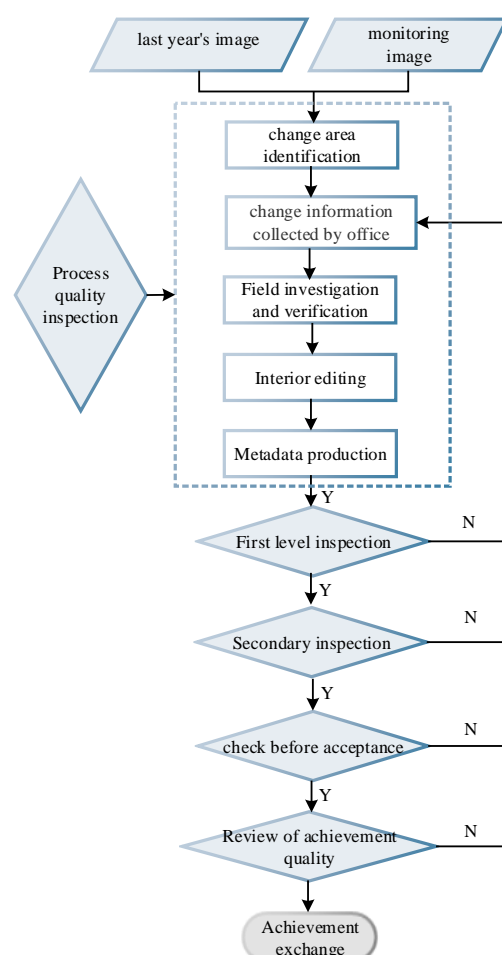 last year's image
monitoring
image
change area
identification
change information
collected by office
Process
quality
inspection
Field investigation
and verification
Interior editing
Metadata production
Y
First level inspection
N
Y
Secondary inspection
N
Y
check before acceptance
N
Y
Review of achievement
quality
N
Achievement
exchange